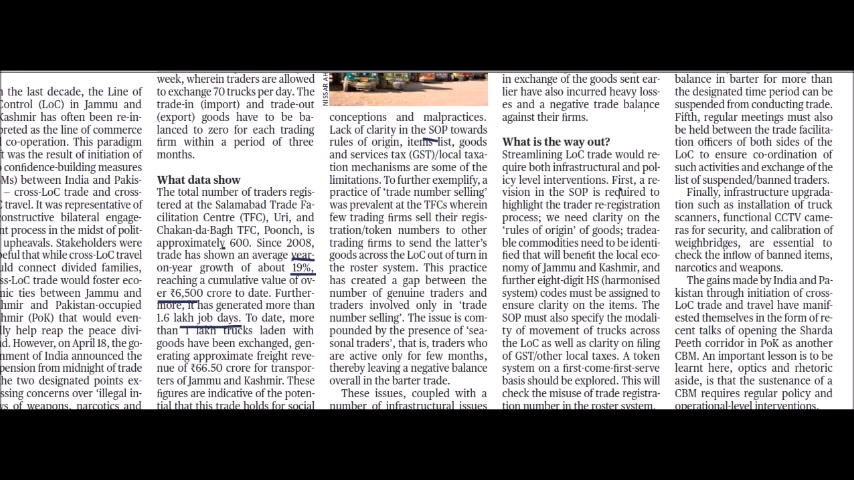 n the last decade, the Line of
Control (LoC) in Jammu and
Kashmir has often been re-in-
preted as the line of commerce
co-operation. This paradigm
t was the result of initiation of
confidence-building measures
Ms) between India and Pakis-
— cross-LoC trade and cross-
travel. It was representative of
onstructive bilateral engage-
nt process in the midst of polit-
upheavals. Stakeholders were
eful that while cross-LoC travel
uld connect divided families,
ss-LoC trade would foster eco-
ic ties between Jammu and
hmir and Pakistan-occupied
hmir (PoK) that would even-
lly help reap the peace divi-
d. However, on April 18, the go-
nment of India announced the
pension from midnight of trade
he two designated points ex-
ssing concerns over 'illegal in-
ys of weapons, narcotics and
week, wherein traders are allowed
to exchange 70 trucks per day. The
trade-in (import) and trade-out
(export) goods have to be ba-
lanced to zero for each trading
firm within a period of three
months.
What data show
The total number of traders regis-
tered at the Salamabad Trade Fa-
cilitation Centre (TFC), Uri, and
Chakan-da-Bagh TFC, Poonch, is
approximately 600. Since 2008,
trade has shown an average year-
on-year growth of about 19%,
reaching a cumulative value of ov-
er ₹6,500 crore to date. Further-
more, it has generated more than
1.6 lakh job days. To date, more
than 1 lakh trucks laden with
goods have been exchanged, gen-
erating approximate freight reve-
nue of ₹66.50 crore for transpor-
ters of Jammu and Kashmir. These
figures are indicative of the poten-
tial that this trade holds for social
NISSAR AH
conceptions and malpractices.
Lack of clarity in the SOP towards
rules of origin, items list, goods
and services tax (GST)/local taxa-
tion mechanisms are some of the
limitations. To further exemplify, a
practice of 'trade number selling'
was prevalent at the TFCs wherein
few trading firms sell their regis-
tration/token numbers to other
trading firms to send the latter's
goods across the LoC out of turn in
the roster system. This practice
has created a gap between the
number of genuine traders and
traders involved only in 'trade
number selling'. The issue is com-
pounded by the presence of 'sea-
sonal traders', that is, traders who
are active only for few months,
thereby leaving a negative balance
overall in the barter trade.
These issues, coupled with a
number of infrastructural issues
in exchange of the goods sent ear-
lier have also incurred heavy loss-
es and a negative trade balance
against their firms.
What is the way out?
Streamlining LoC trade would re-
quire both infrastructural and pol-
icy level interventions. First, a re-
vision in the SOP is required to
highlight the trader re-registration
process; we need clarity on the
'rules of origin' of goods; tradea-
ble commodities need to be identi-
fied that will benefit the local eco-
nomy of Jammu and Kashmir, and
further eight-digit HS (harmonised
system) codes must be assigned to
ensure clarity on the items. The
SOP must also specify the modali-
ty of movement of trucks across
the LoC as well as clarity on filing
of GST/other local taxes. A token
system on a first-come-first-serve
basis should be explored. This will
check the misuse of trade registra-
tion number in the roster system.
balance in barter for more than
the designated time period can be
suspended from conducting trade.
Fifth, regular meetings must also
be held between the trade facilita-
tion officers of both sides of the
LoC to ensure co-ordination of
such activities and exchange of the
list of suspended/banned traders.
Finally, infrastructure upgrada-
tion such as installation of truck
scanners, functional CCTV came-
ras for security, and calibration of
weighbridges, are essential to
check the inflow of banned items,
narcotics and weapons.
The gains made by India and Pa-
kistan through initiation of cross-
LoC trade and travel have manif-
ested themselves in the form of re-
cent talks of opening the Sharda
Peeth corridor in PoK as another
CBM. An important lesson to be
learnt here, optics and rhetoric
aside, is that the sustenance of a
CBM requires regular policy and
operational-level interventions.